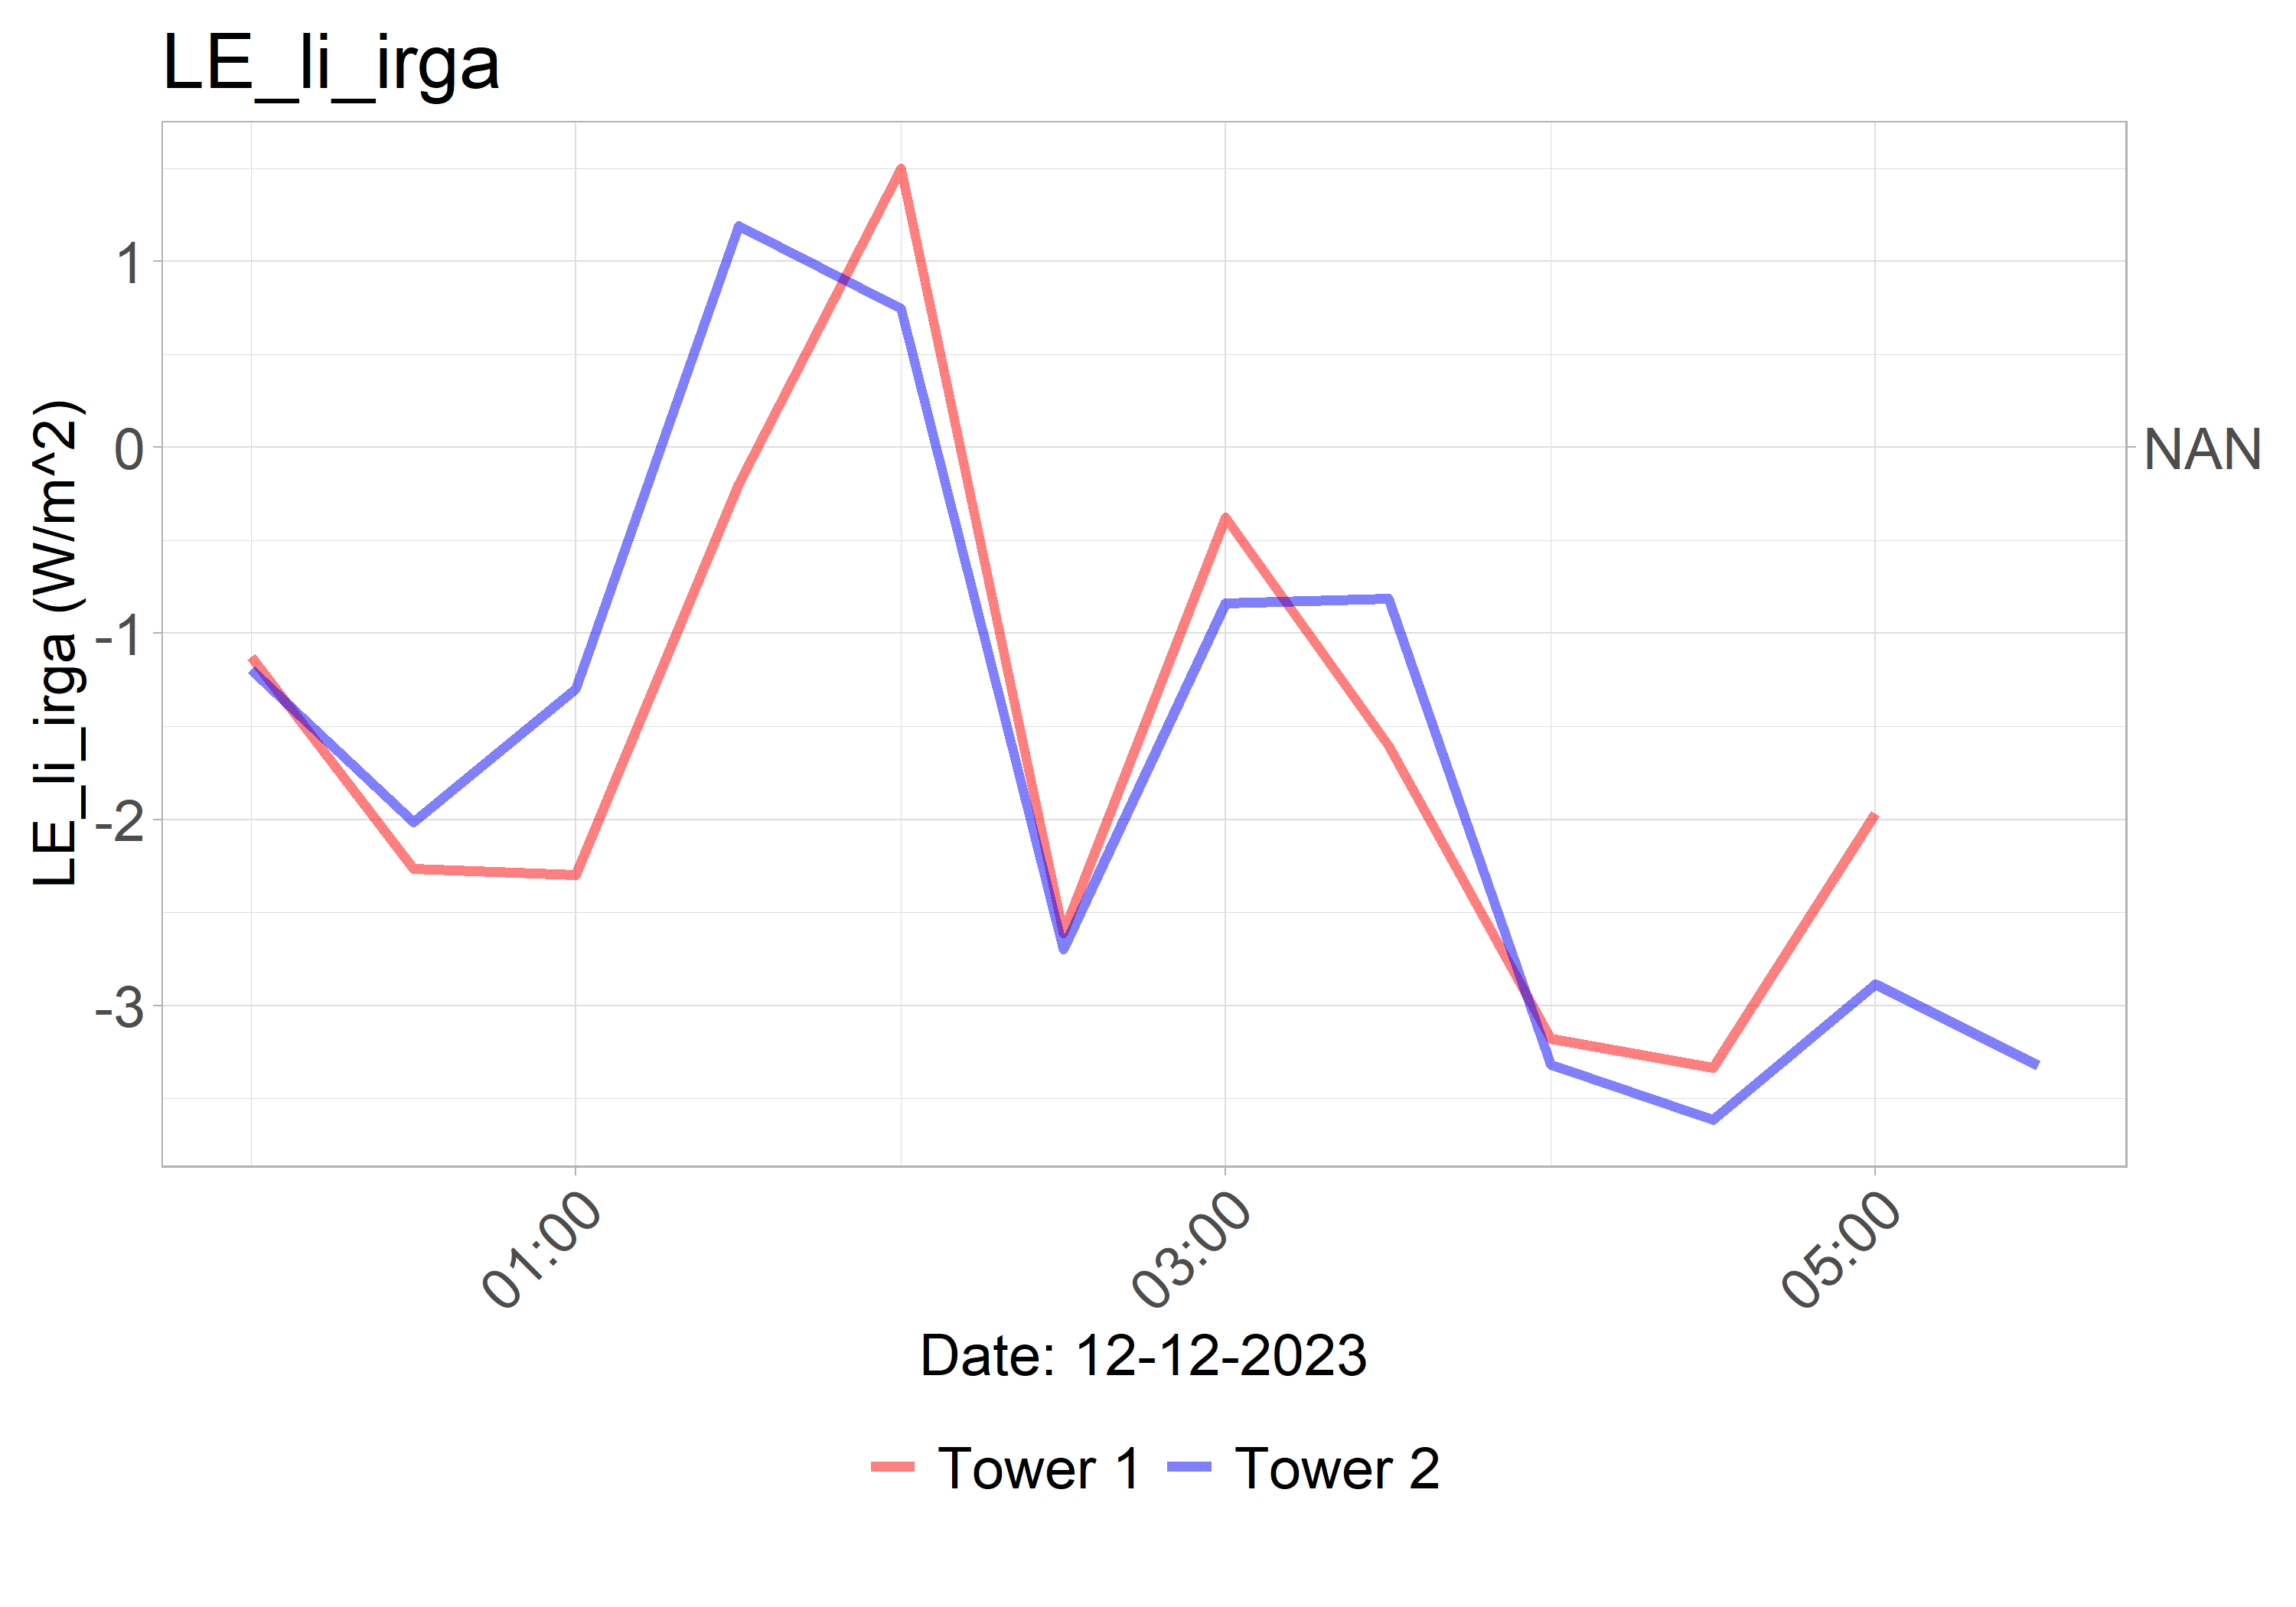 LE_li_irga
LE_li_irga (W/m^2)
1
0
-1
-2
-3
NAN
01:00
03:00
05:00
Date: 12-12-2023
Tower 1
Tower 2